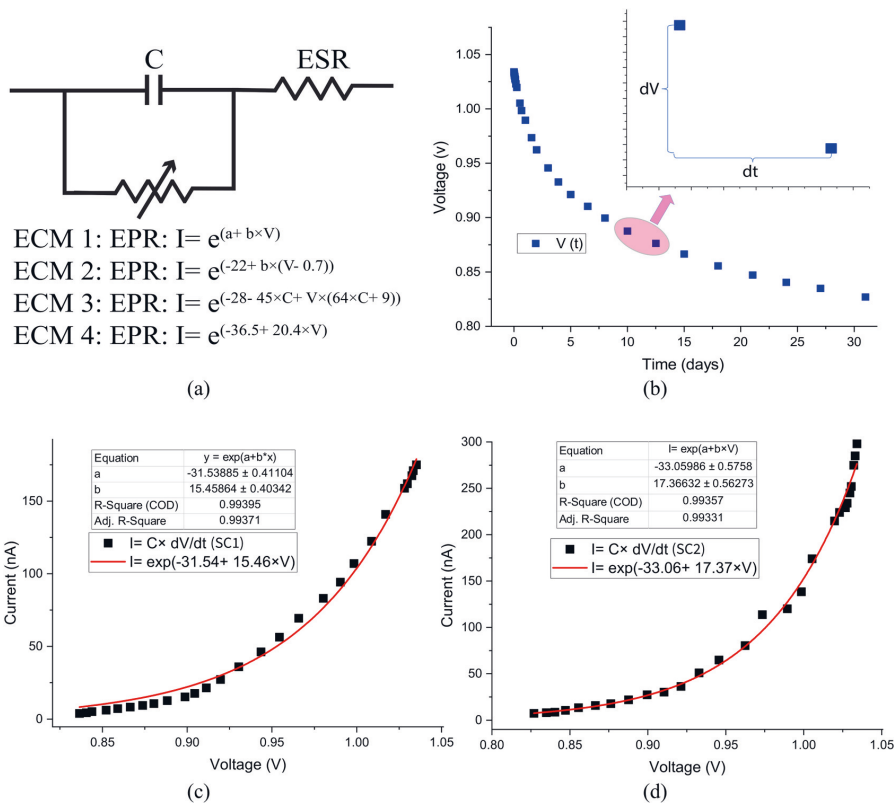 C
ESR
ECM 1: EPR: I= e^(a+ b×V)
ECM 2: EPR: I= e^(-22+ b×(V- 0.7))
ECM 3: EPR: I= e^(-28- 45×C+ V×(64×C+ 9))
ECM 4: EPR: I= e^(-36.5+ 20.4×V)
(a)
Voltage (v)
1.05
1.00
0.95
0.90
0.85
0.80
dV
dt
V (t)
0 5 10 15 20 25 30
Time (days)
(b)
Current (nA)
150
100
50
0
Equation y = exp(a+b*x)
a -31.53885 ± 0.41104
b 15.45864 ± 0.40342
R-Square (COD) 0.99395
Adj. R-Square 0.99371
I= C× dV/dt (SC1)
I= exp(-31.54+ 15.46×V)
0.85 0.90 0.95 1.00 1.05
Voltage (V)
(c)
Current (nA)
300
250
200
150
100
50
0
Equation I= exp(a+b×V)
a -33.05986 ± 0.5758
b 17.36632 ± 0.56273
R-Square (COD) 0.99357
Adj. R-Square 0.99331
I= C× dV/dt (SC2)
I= exp(-33.06+ 17.37×V)
0.80 0.85 0.90 0.95 1.00 1.05
Voltage (V)
(d)